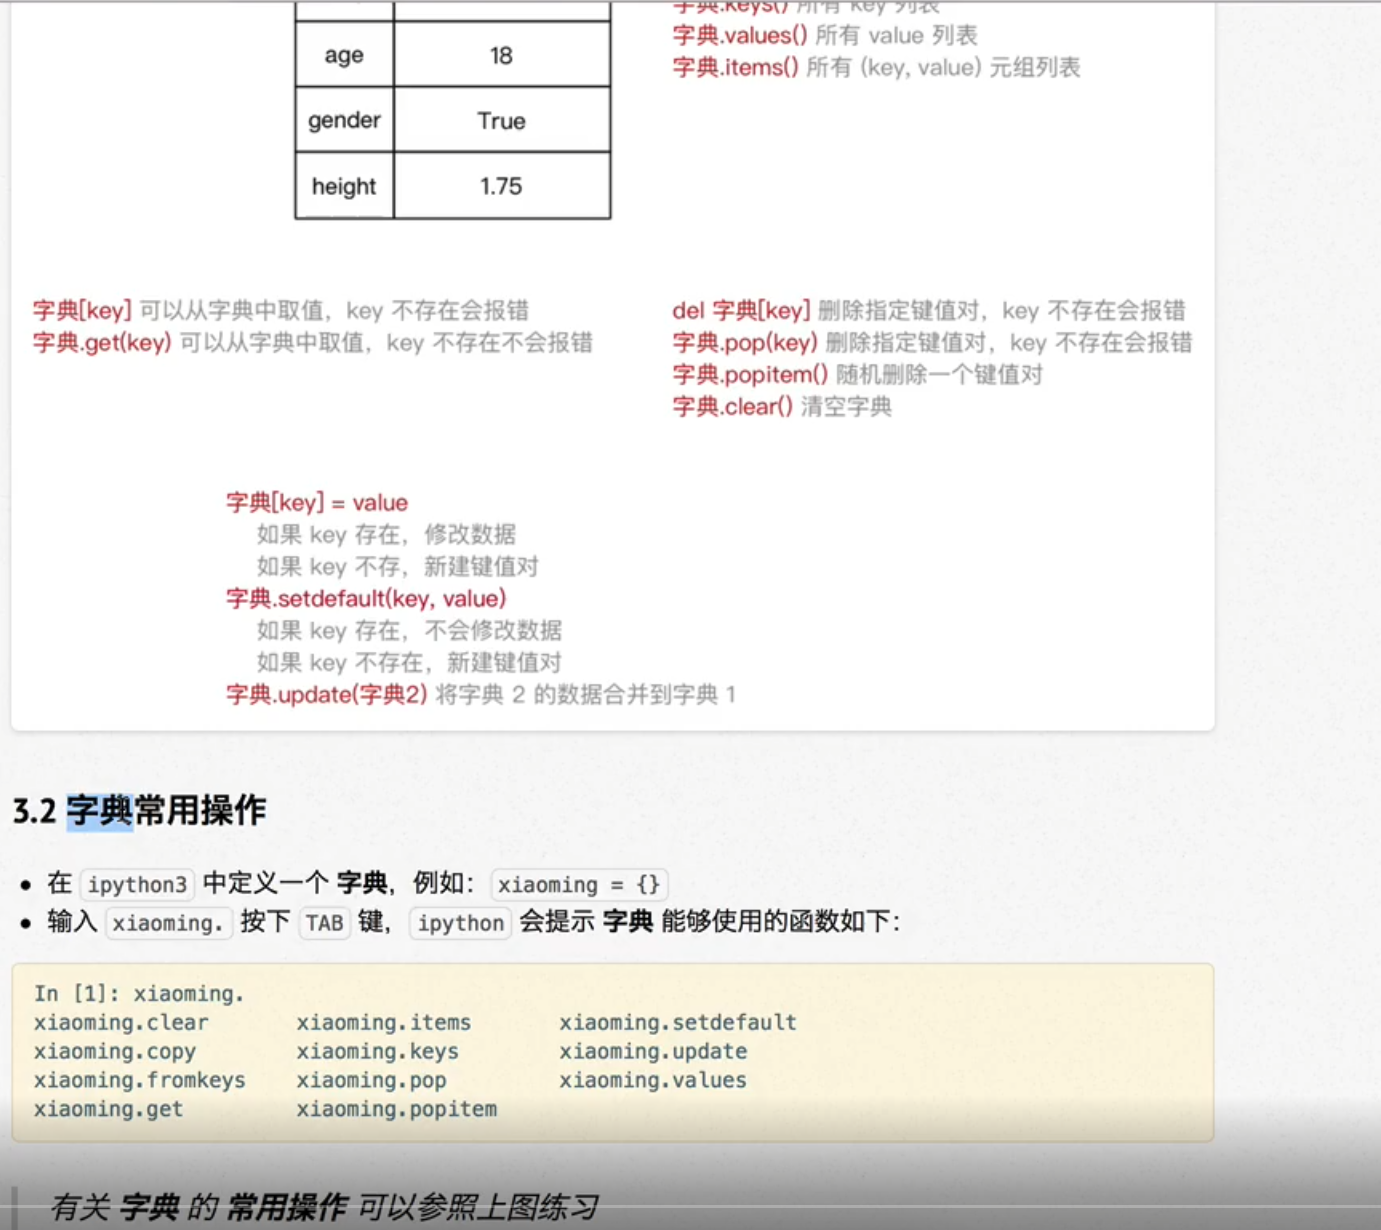 字典.keys() 所有 key 列表
字典.values() 所有 value 列表
字典.items() 所有 (key, value) 元组列表
age 18
gender True
height 1.75
字典[key] 可以从字典中取值，key 不存在会报错
字典.get(key) 可以从字典中取值，key 不存在不会报错
del 字典[key] 删除指定键值对，key 不存在会报错
字典.pop(key) 删除指定键值对，key 不存在会报错
字典.popitem() 随机删除一个键值对
字典.clear() 清空字典
字典[key] = value
如果 key 存在，修改数据
如果 key 不存，新建键值对
字典.setdefault(key, value)
如果 key 存在，不会修改数据
如果 key 不存在，新建键值对
字典.update(字典2) 将字典 2 的数据合并到字典 1
3.2 字典常用操作
• 在 ipython3 中定义一个 字典，例如： xiaoming = {}
• 输入 xiaoming. 按下 TAB 键， ipython 会提示 字典 能够使用的函数如下：
In [1]: xiaoming.
xiaoming.clear xiaoming.items xiaoming.setdefault
xiaoming.copy xiaoming.keys xiaoming.update
xiaoming.fromkeys xiaoming.pop xiaoming.values
xiaoming.get xiaoming.popitem
有关 字典 的 常用操作 可以参照上图练习